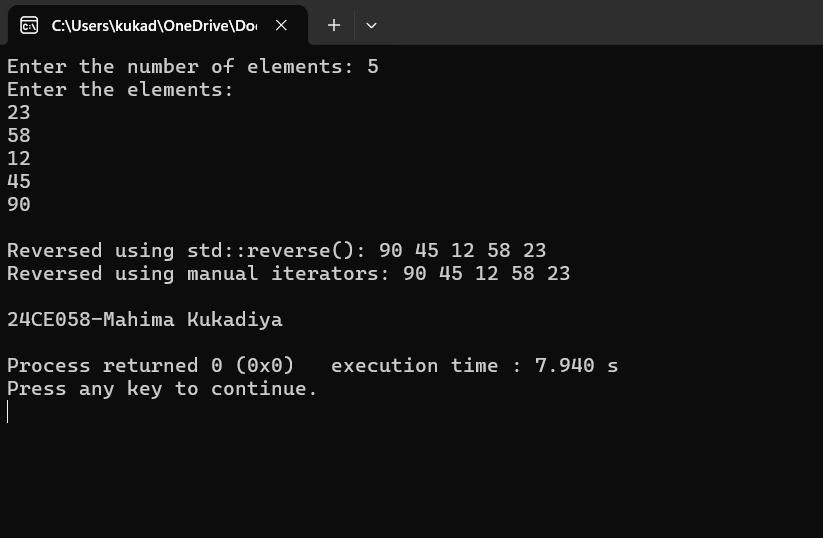 C:\Users\kukad\OneDrive\Do
Enter the number of elements: 5
Enter the elements:
23
58
12
45
90
Reversed using std::reverse(): 90 45 12 58 23
Reversed using manual iterators: 90 45 12 58 23
24CE058-Mahima Kukadiya
Process returned 0 (0x0)   execution time : 7.940 s
Press any key to continue.